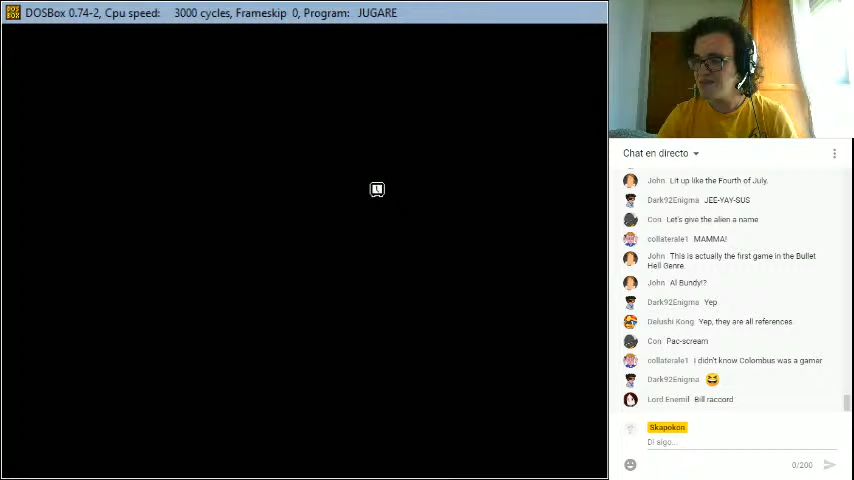 DOSBox 0.74-2, Cpu speed: 3000 cycles, Frameskip 0, Program: JUGARE
Chat en directo
John Lit up like the Fourth of July.
Dark92Enigma JEE-YAY-SUS
Con Let's give the alien a name
collaterale1 MAMMA!
John This is actually the first game in the Bullet
Hell Genre.
John Al Bundy!?
Dark92Enigma Yep
Delushi Kong Yep, they are all references.
Con Pac-scream
collaterale1 I didn't know Colombus was a gamer
Dark92Enigma
Lord Enemil Bill raccord
Skapokon
Di algo...
0/200